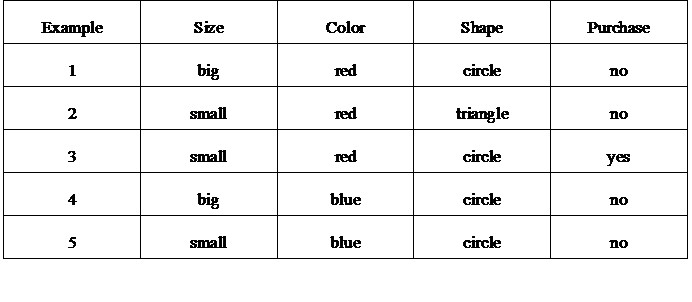 Example Size Color Shape Purchase
1 big red circle no
2 small red triangle no
3 small red circle yes
4 big blue circle no
5 small blue circle no